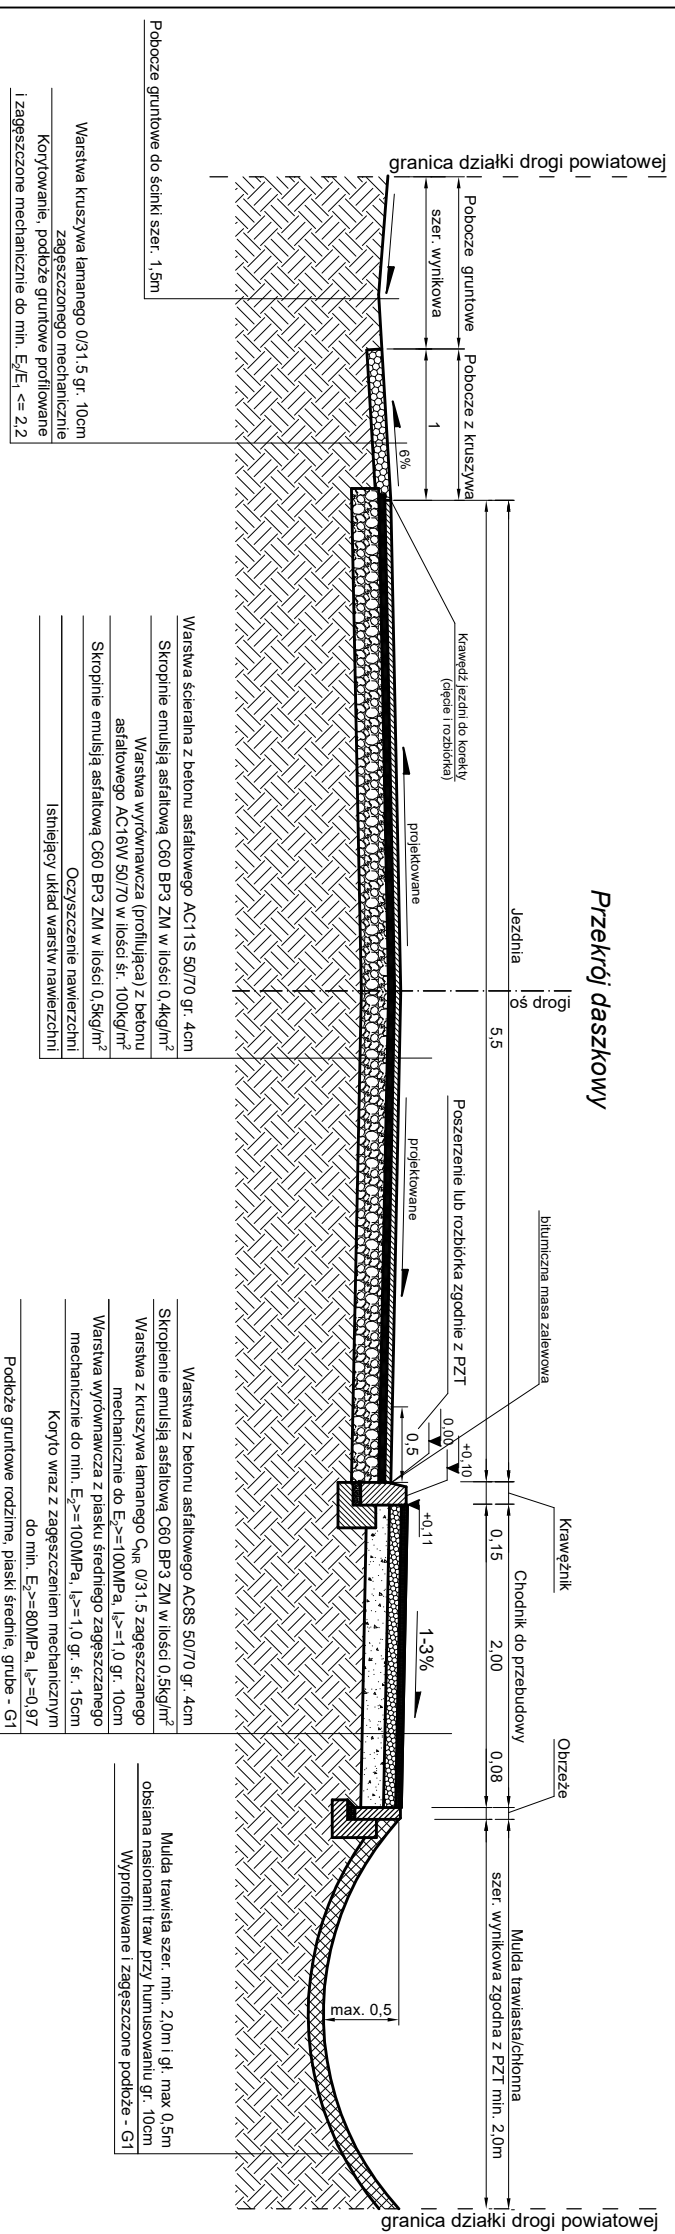 Przekrój daszkowy
granica działki drogi powiatowej
Pobocze gruntowe
szer. wynikowa
Pobocze z kruszywa
1
6%
Jezdnia
5,5
Krawędź jezdni do korekty
(cięcie i rozbiórka)
projektowane
oś drogi
projektowane
Poszerzenie lub rozbiórka zgodnie z PZT
bitumiczna masa zalewowa
0,5
0,00
+0,10
+0,11
Krawężnik
0,15
Chodnik do przebudowy
2,00
1-3%
Obrzeże
0,08
Mulda trawiasta/chłonna
szer. wynikowa zgodna z PZT min. 2,0m
max. 0,5
granica działki drogi powiatowej
Pobocze gruntowe do ścinki szer. 1,5m
Warstwa kruszywa łamanego 0/31.5 gr. 10cm
zagęszczonego mechanicznie
Korytowanie, podłoże gruntowe profilowane
i zagęszczone mechanicznie do min. E₂/E₁ <= 2,2
Warstwa ścieralna z betonu asfaltowego AC11S 50/70 gr. 4cm
Skropinie emulsją asfaltową C60 BP3 ZM w ilości 0,4kg/m²
Warstwa wyrównawcza (profilująca) z betonu
asfaltowego AC16W 50/70 w ilości śr. 100kg/m²
Skropinie emulsją asfaltową C60 BP3 ZM w ilości 0,5kg/m²
Oczyszczenie nawierzchni
Istniejący układ warstw nawierzchni
Warstwa z betonu asfaltowego AC8S 50/70 gr. 4cm
Skropienie emulsją asfaltową C60 BP3 ZM w ilości 0,5kg/m²
Warstwa z kruszywa łamanego C_NR 0/31.5 zagęszczanego
mechanicznie do E₂>=100MPa, Iₛ>=1,0 gr. 10cm
Warstwa wyrównawcza z piasku średniego zagęszczanego
mechanicznie do min. E₂>=100MPa, Iₛ>=1,0 gr. śr. 15cm
Koryto wraz z zagęszczeniem mechanicznym
do min. E₂>=80MPa, Iₛ>=0,97
Podłoże gruntowe rodzime, piaski średnie, grube - G1
Mulda trawista szer. min. 2,0m i gł. max 0,5m
obsiana nasionami traw przy humusowaniu gr. 10cm
Wyprofilowane i zagęszczone podłoże - G1